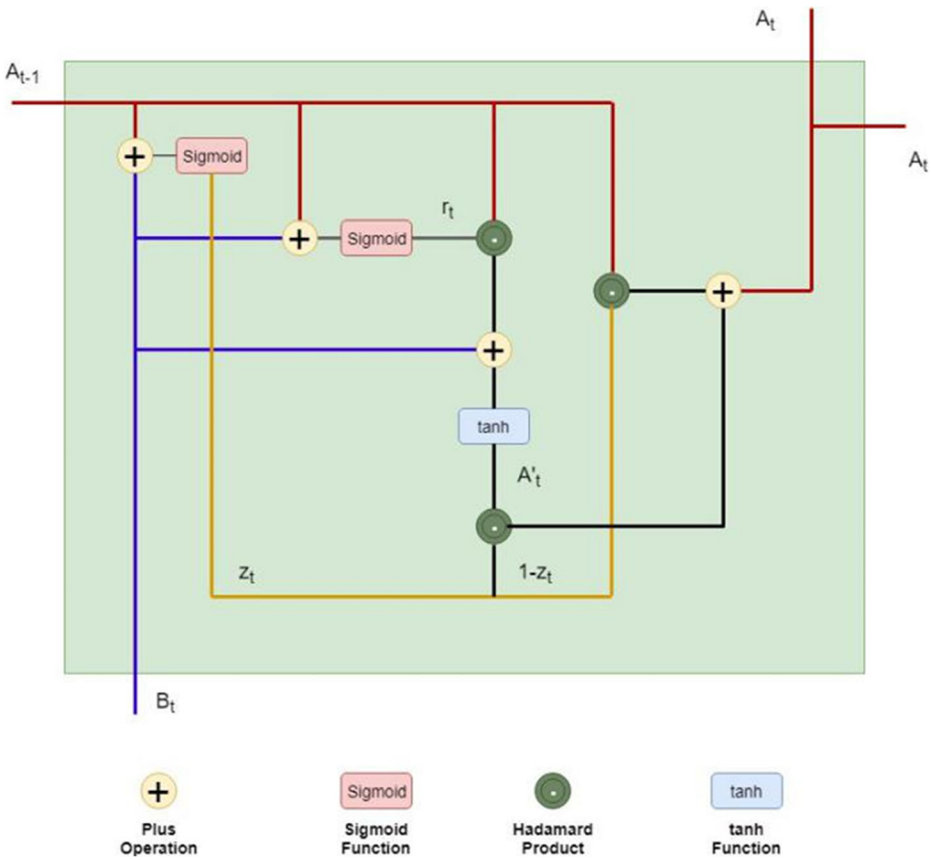 A_t
A_{t-1}
A_t
+
Sigmoid
r_t
+
Sigmoid
.
.
+
+
tanh
A'_t
.
z_t
1-z_t
B_t
+
Sigmoid
.
tanh
Plus Operation
Sigmoid Function
Hadamard Product
tanh Function